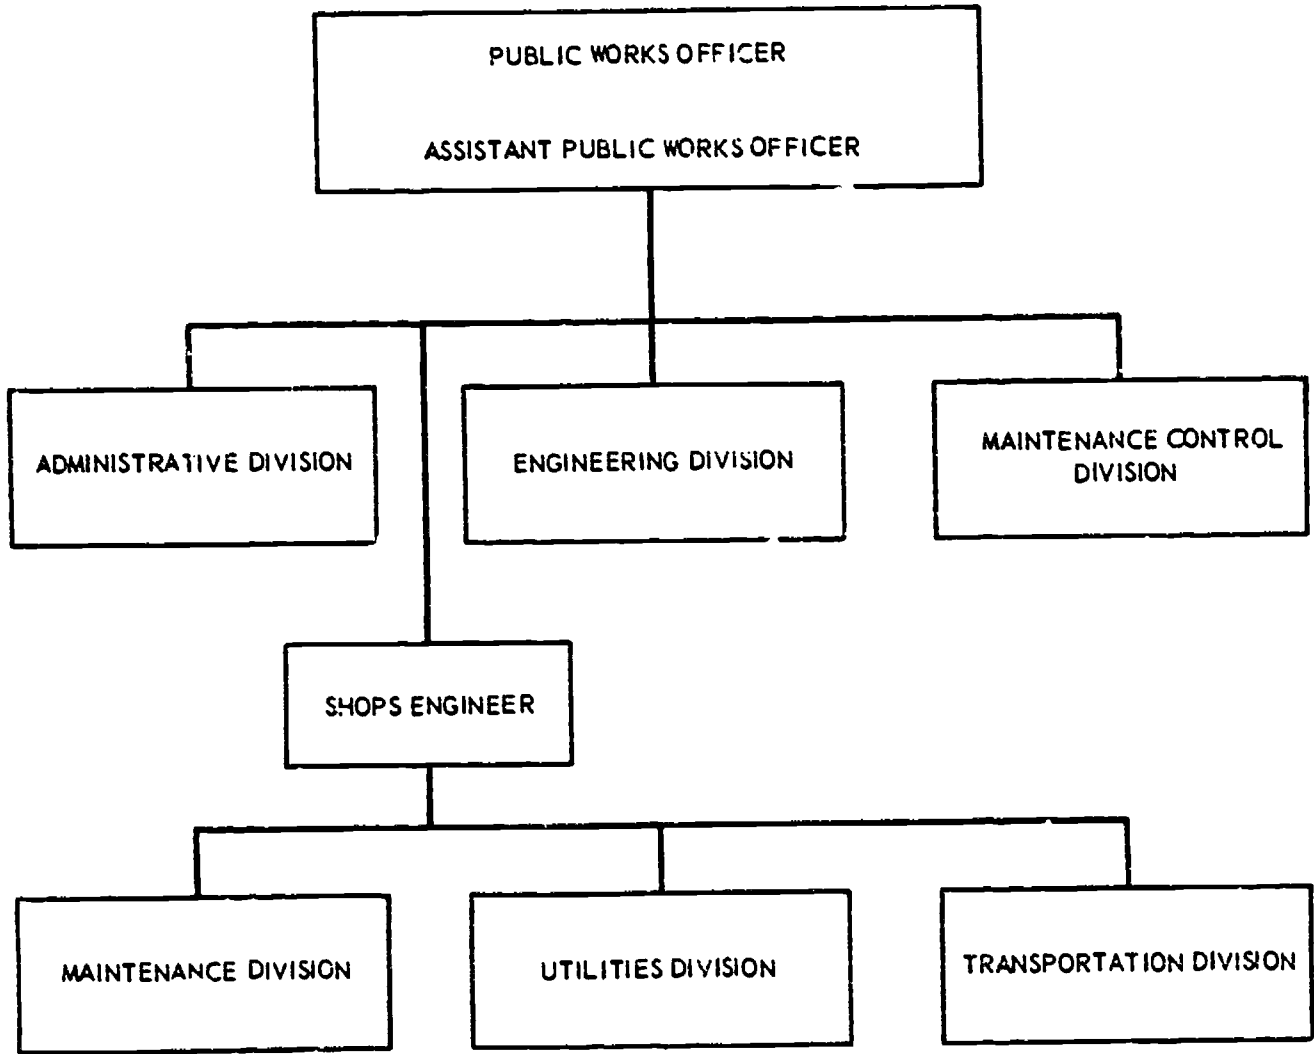 PUBLIC WORKS OFFICER
ASSISTANT PUBLIC WORKS OFFICER
ADMINISTRATIVE DIVISION
ENGINEERING DIVISION
MAINTENANCE CONTROL
DIVISION
SHOPS ENGINEER
MAINTENANCE DIVISION
UTILITIES DIVISION
TRANSPORTATION DIVISION